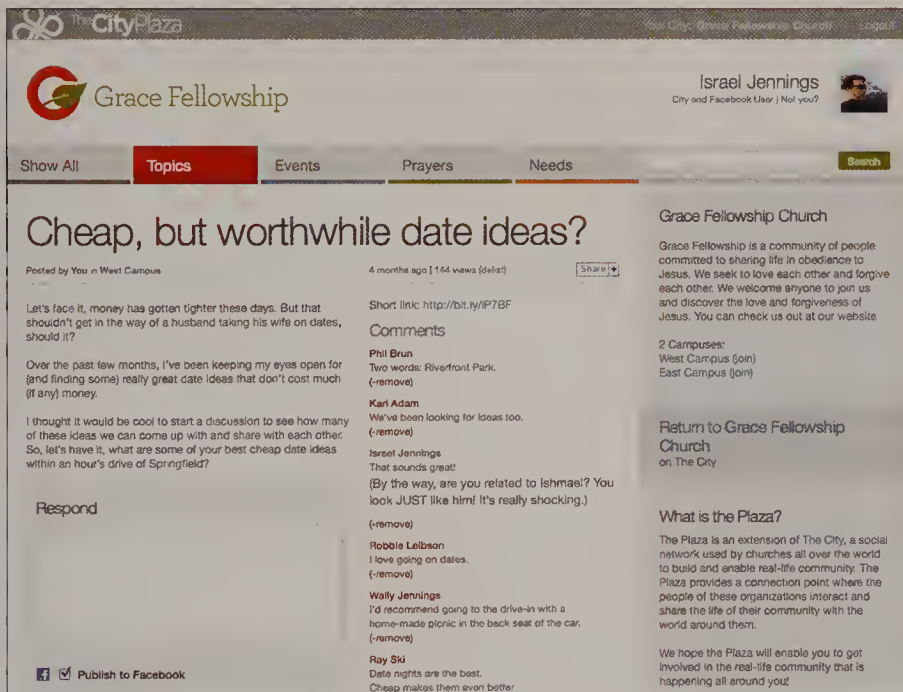 The CityPlaza
Your City: Grace Fellowship Church Logout
Grace Fellowship
Israel Jennings
City and Facebook User | Not you?
Show All
Topics
Events
Prayers
Needs
Search
Cheap, but worthwhile date ideas?
Posted by You in West Campus
4 months ago | 164 views (delist)
Share +
Let's face it, money has gotten tighter these days. But that
shouldn't get in the way of a husband taking his wife on dates,
should it?
Over the past few months, I've been keeping my eyes open for
(and finding some) really great date ideas that don't cost much
(if any) money.
I thought it would be cool to start a discussion to see how many
of these ideas we can come up with and share with each other.
So, let's have it, what are some of your best cheap date ideas
within an hour's drive of Springfield?
Respond
Publish to Facebook
Short link: http://bit.ly/IP7BF
Comments
Phil Brun
Two words: Riverfront Park.
(-remove)
Kari Adam
We've been looking for ideas too.
(-remove)
Israel Jennings
That sounds great!
(By the way, are you related to Ishmael? You
look JUST like him! It's really shocking.)
(-remove)
Robbie Leibson
I love going on dates.
(-remove)
Wally Jennings
I'd recommend going to the drive-in with a
home-made picnic in the back seat of the car.
(-remove)
Ray Ski
Date nights are the best.
Cheap makes them even better
Grace Fellowship Church
Grace Fellowship is a community of people
committed to sharing life in obedience to
Jesus. We seek to love each other and forgive
each other. We welcome anyone to join us
and discover the love and forgiveness of
Jesus. You can check us out at our website
2 Campuses:
West Campus (join)
East Campus (join)
Return to Grace Fellowship
Church
on The City
What is the Plaza?
The Plaza is an extension of The City, a social
network used by churches all over the world
to build and enable real-life community. The
Plaza provides a connection point where the
people of these organizations interact and
share the life of their community with the
world around them.
We hope the Plaza will enable you to get
involved in the real-life community that is
happening all around you!